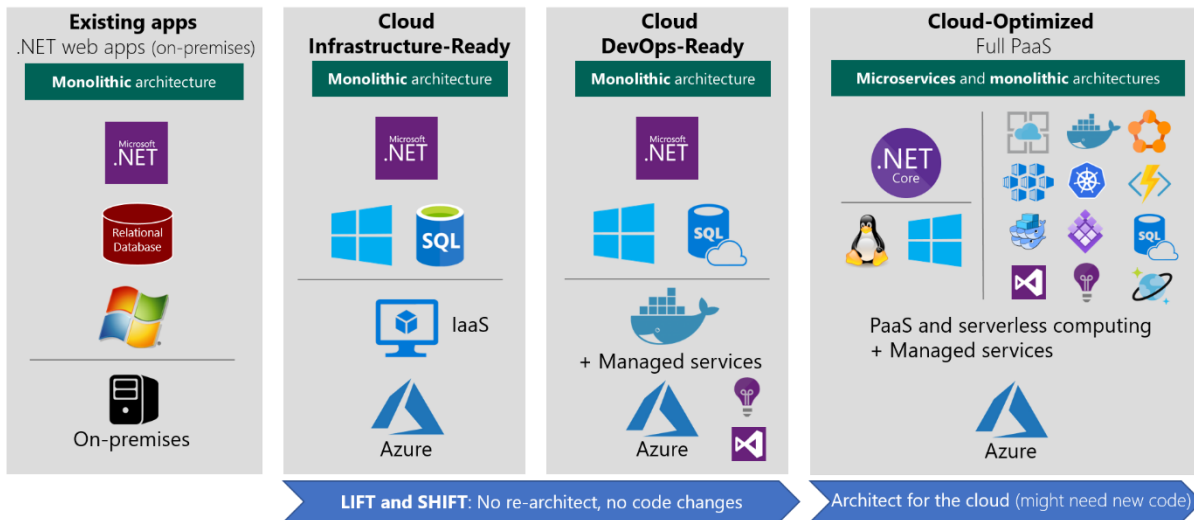 Existing apps
.NET web apps (on-premises)
Monolithic architecture
Microsoft
.NET
Relational
Database
On-premises
Cloud
Infrastructure-Ready
Monolithic architecture
Microsoft
.NET
SQL
IaaS
Azure
Cloud
DevOps-Ready
Monolithic architecture
Microsoft
.NET
SQL
+ Managed services
Azure
Cloud-Optimized
Full PaaS
Microservices and monolithic architectures
.NET
Core
SQL
PaaS and serverless computing
+ Managed services
Azure
LIFT and SHIFT: No re-architect, no code changes
Architect for the cloud (might need new code)